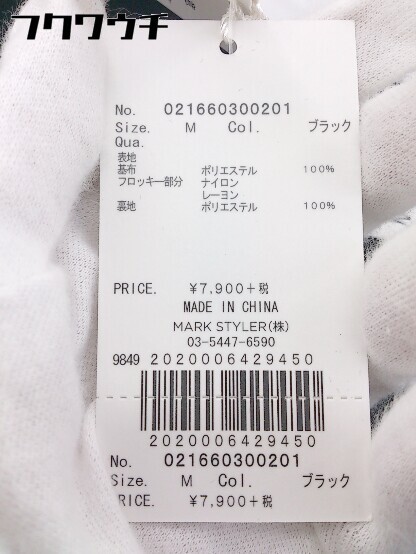 フクワウチ
No. 021660300201
Size. M Col. ブラック
Qua.
表地
基布 ポリエステル 100%
フロッキー部分 ナイロン
レーヨン
裏地 ポリエステル 100%
PRICE. ¥7,900+税
MADE IN CHINA
MARK STYLER(株)
03-5447-6590
9849 2020006429450
2020006429450
No. 021660300201
Size. M Col. ブラック
PRICE. ¥7,900+税